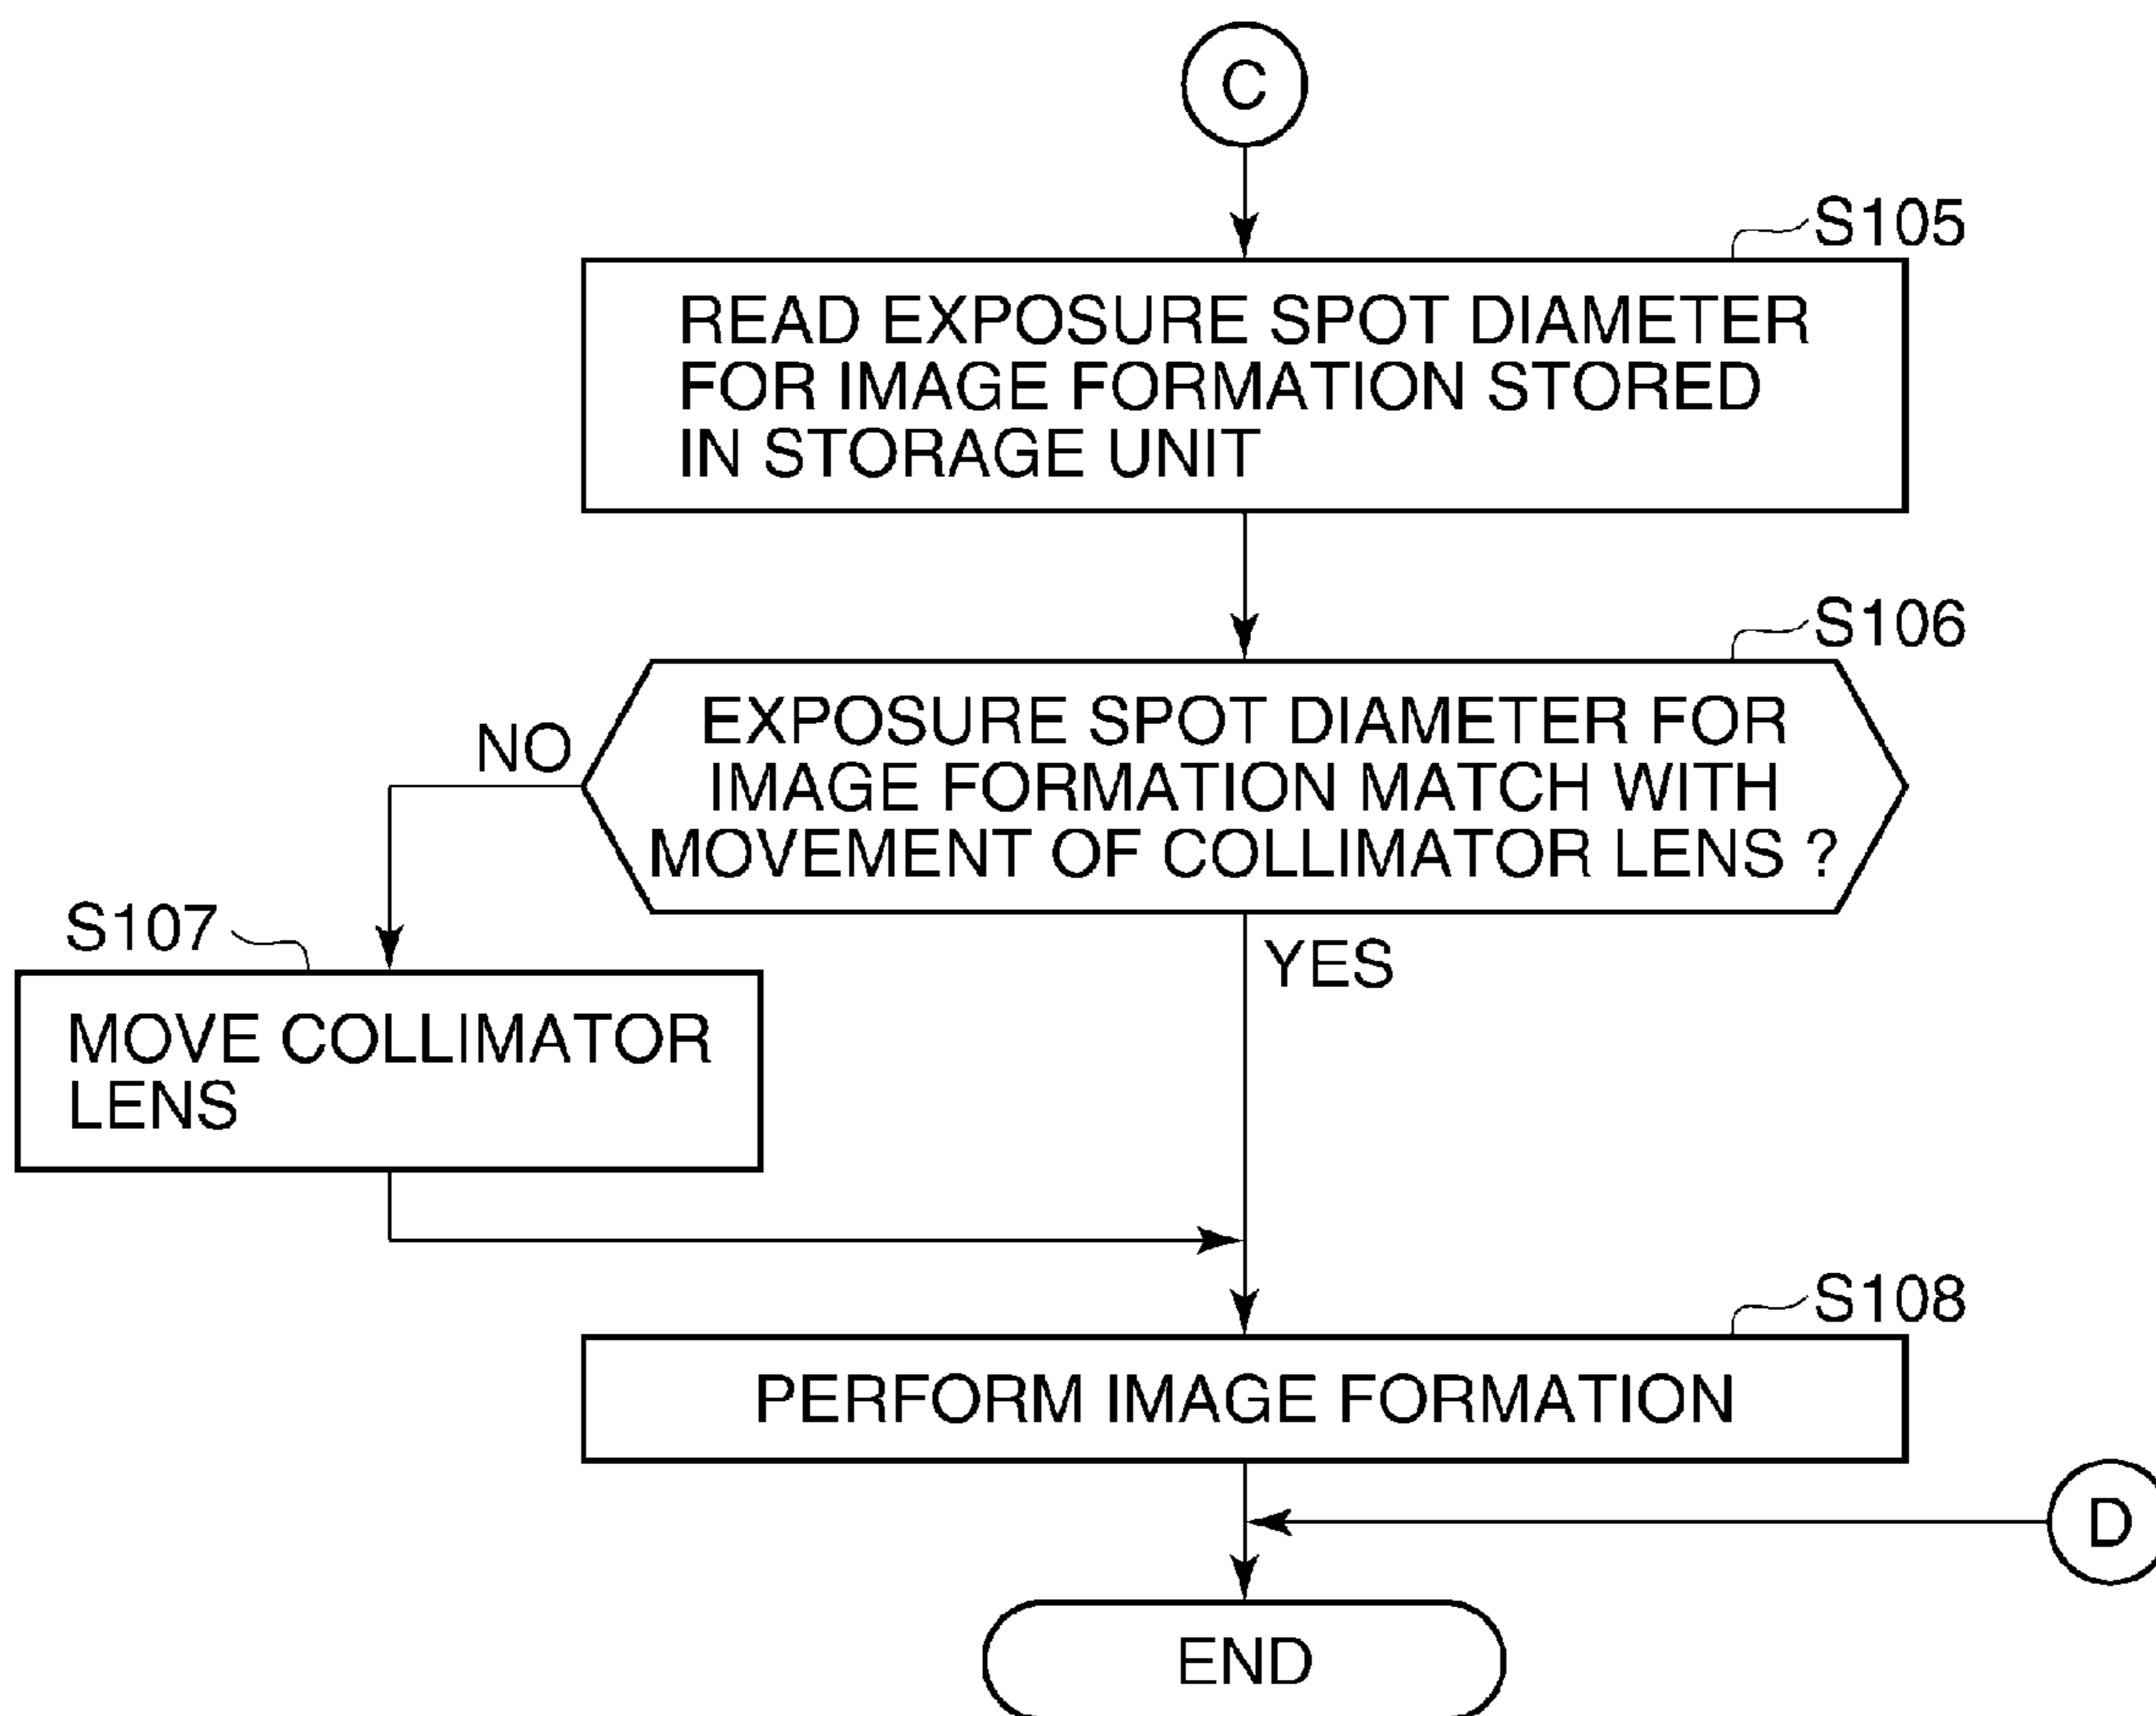 C
S105
READ EXPOSURE SPOT DIAMETER
FOR IMAGE FORMATION STORED
IN STORAGE UNIT
S106
EXPOSURE SPOT DIAMETER FOR
IMAGE FORMATION MATCH WITH
MOVEMENT OF COLLIMATOR LENS ?
NO
YES
S107
MOVE COLLIMATOR
LENS
S108
PERFORM IMAGE FORMATION
D
END